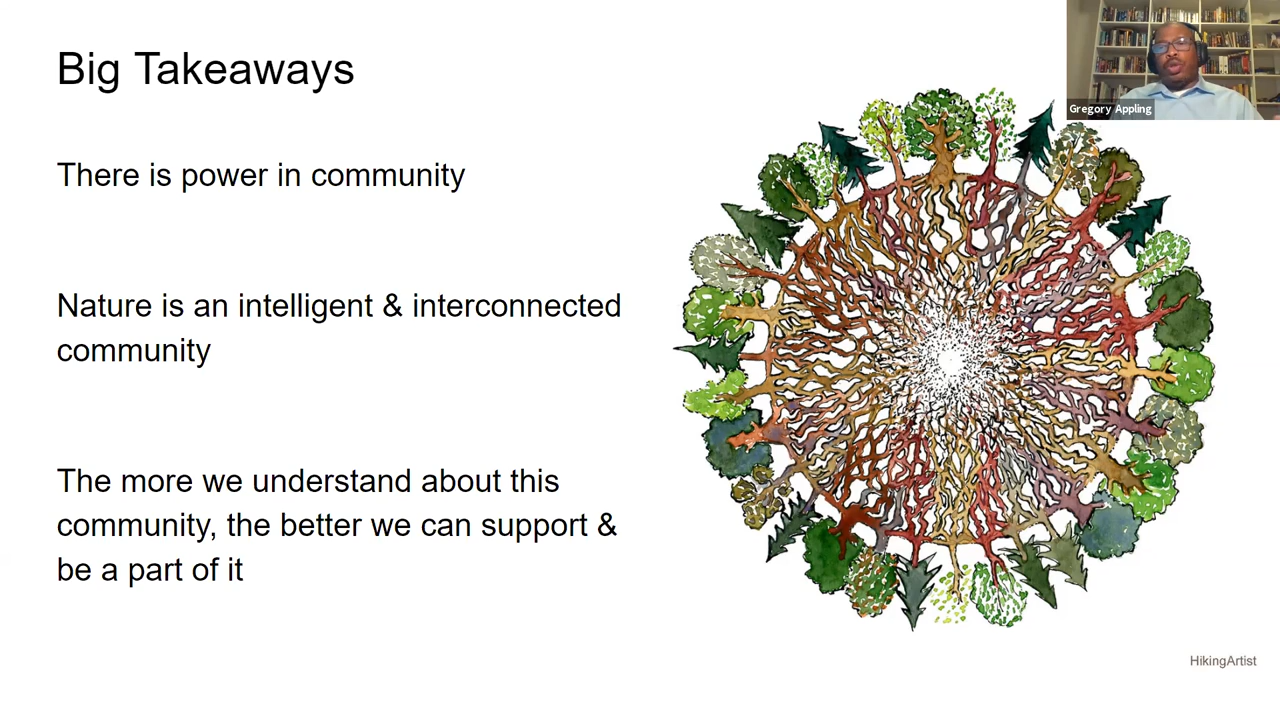 Big Takeaways
Gregory Appling
There is power in community
Nature is an intelligent & interconnected
community
The more we understand about this
community, the better we can support &
be a part of it
HikingArtist